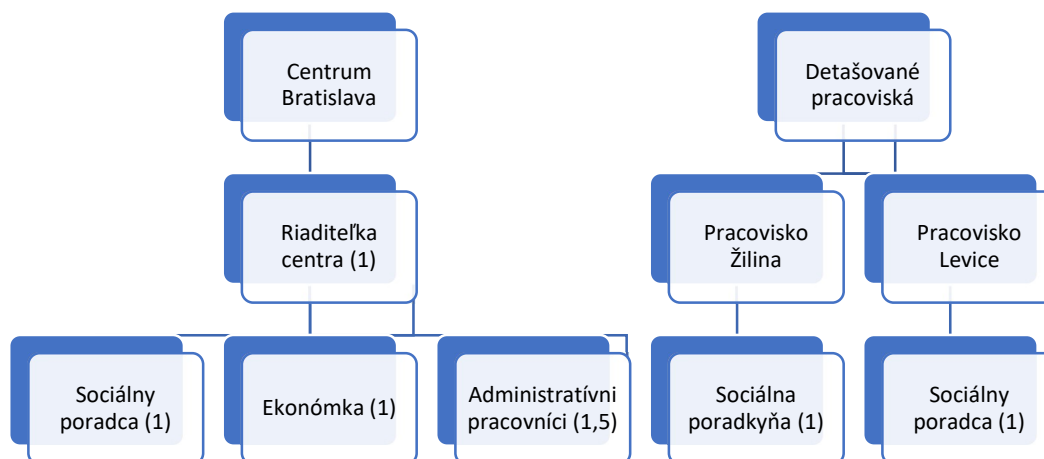 Centrum
Bratislava
Detašované
pracoviská
Riaditeľka
centra (1)
Pracovisko
Žilina
Pracovisko
Levice
Sociálny
poradca (1)
Ekonómka (1)
Administratívni
pracovníci (1,5)
Sociálna
poradkyňa (1)
Sociálny
poradca (1)